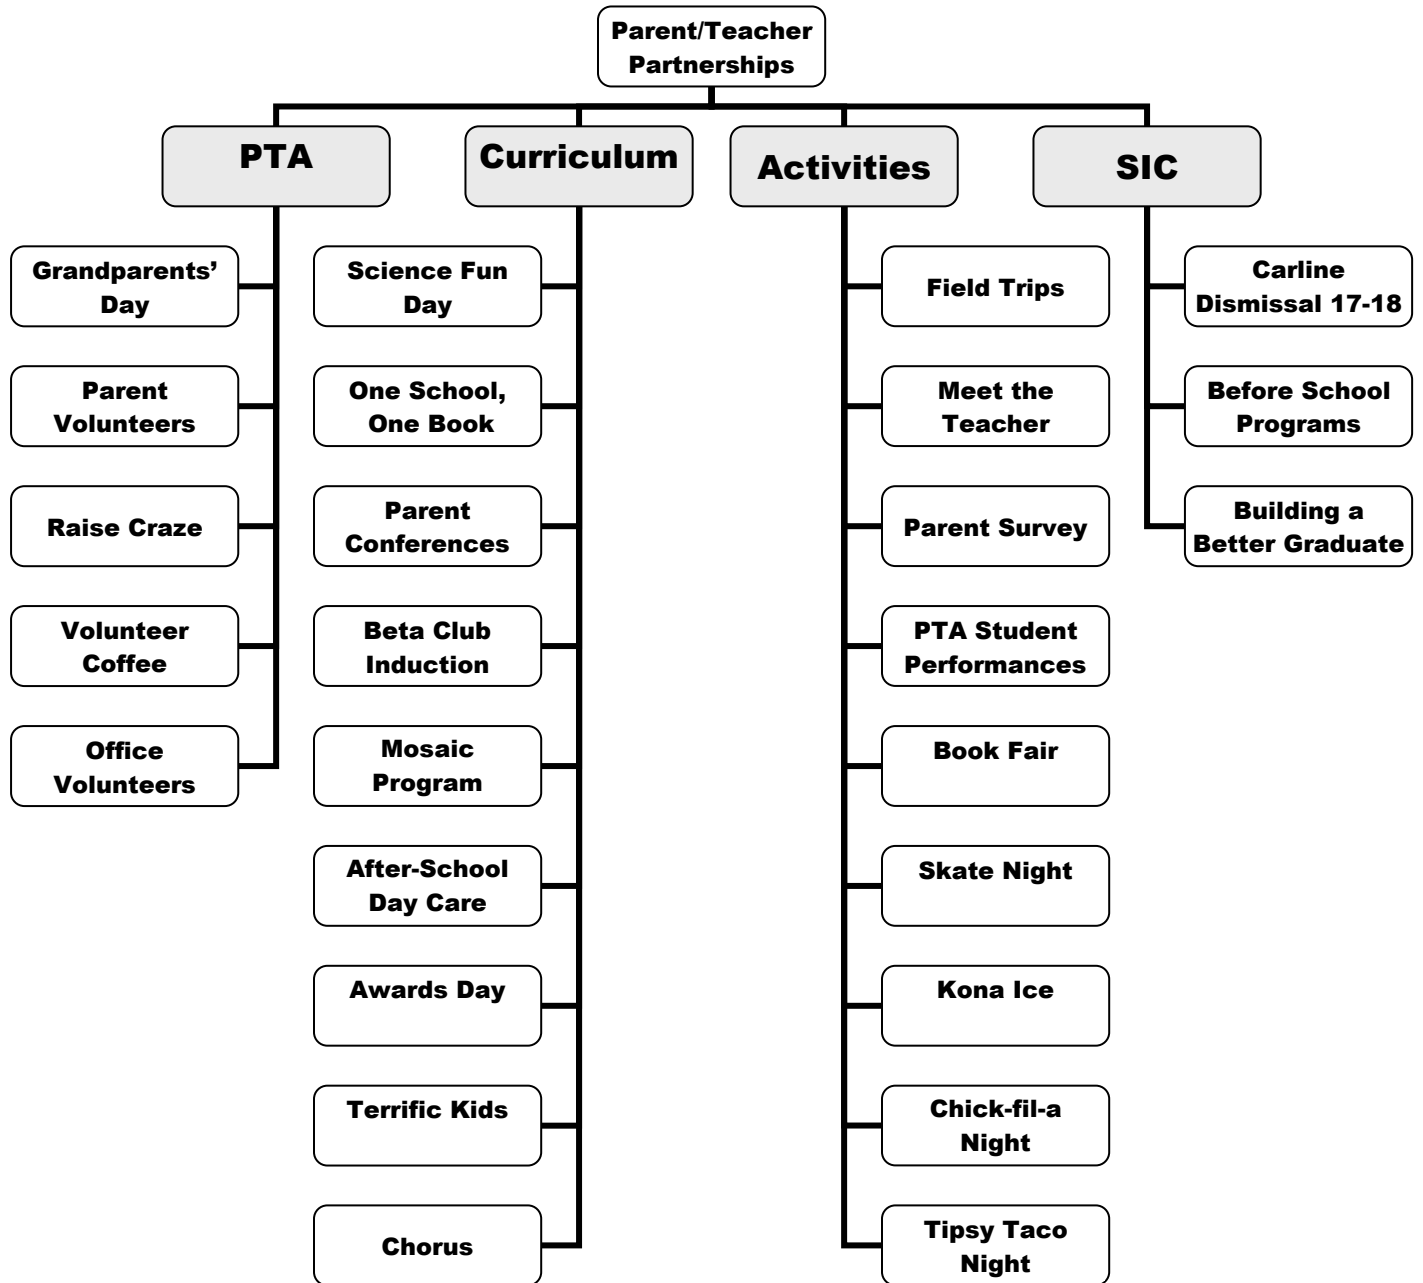 Parent/Teacher
Partnerships
PTA
Curriculum
Activities
SIC
Grandparents’
Day
Parent
Volunteers
Raise Craze
Volunteer
Coffee
Office
Volunteers
Science Fun
Day
One School,
One Book
Parent
Conferences
Beta Club
Induction
Mosaic
Program
After-School
Day Care
Awards Day
Terrific Kids
Chorus
Field Trips
Meet the
Teacher
Parent Survey
PTA Student
Performances
Book Fair
Skate Night
Kona Ice
Chick-fil-a
Night
Tipsy Taco
Night
Carline
Dismissal 17-18
Before School
Programs
Building a
Better Graduate